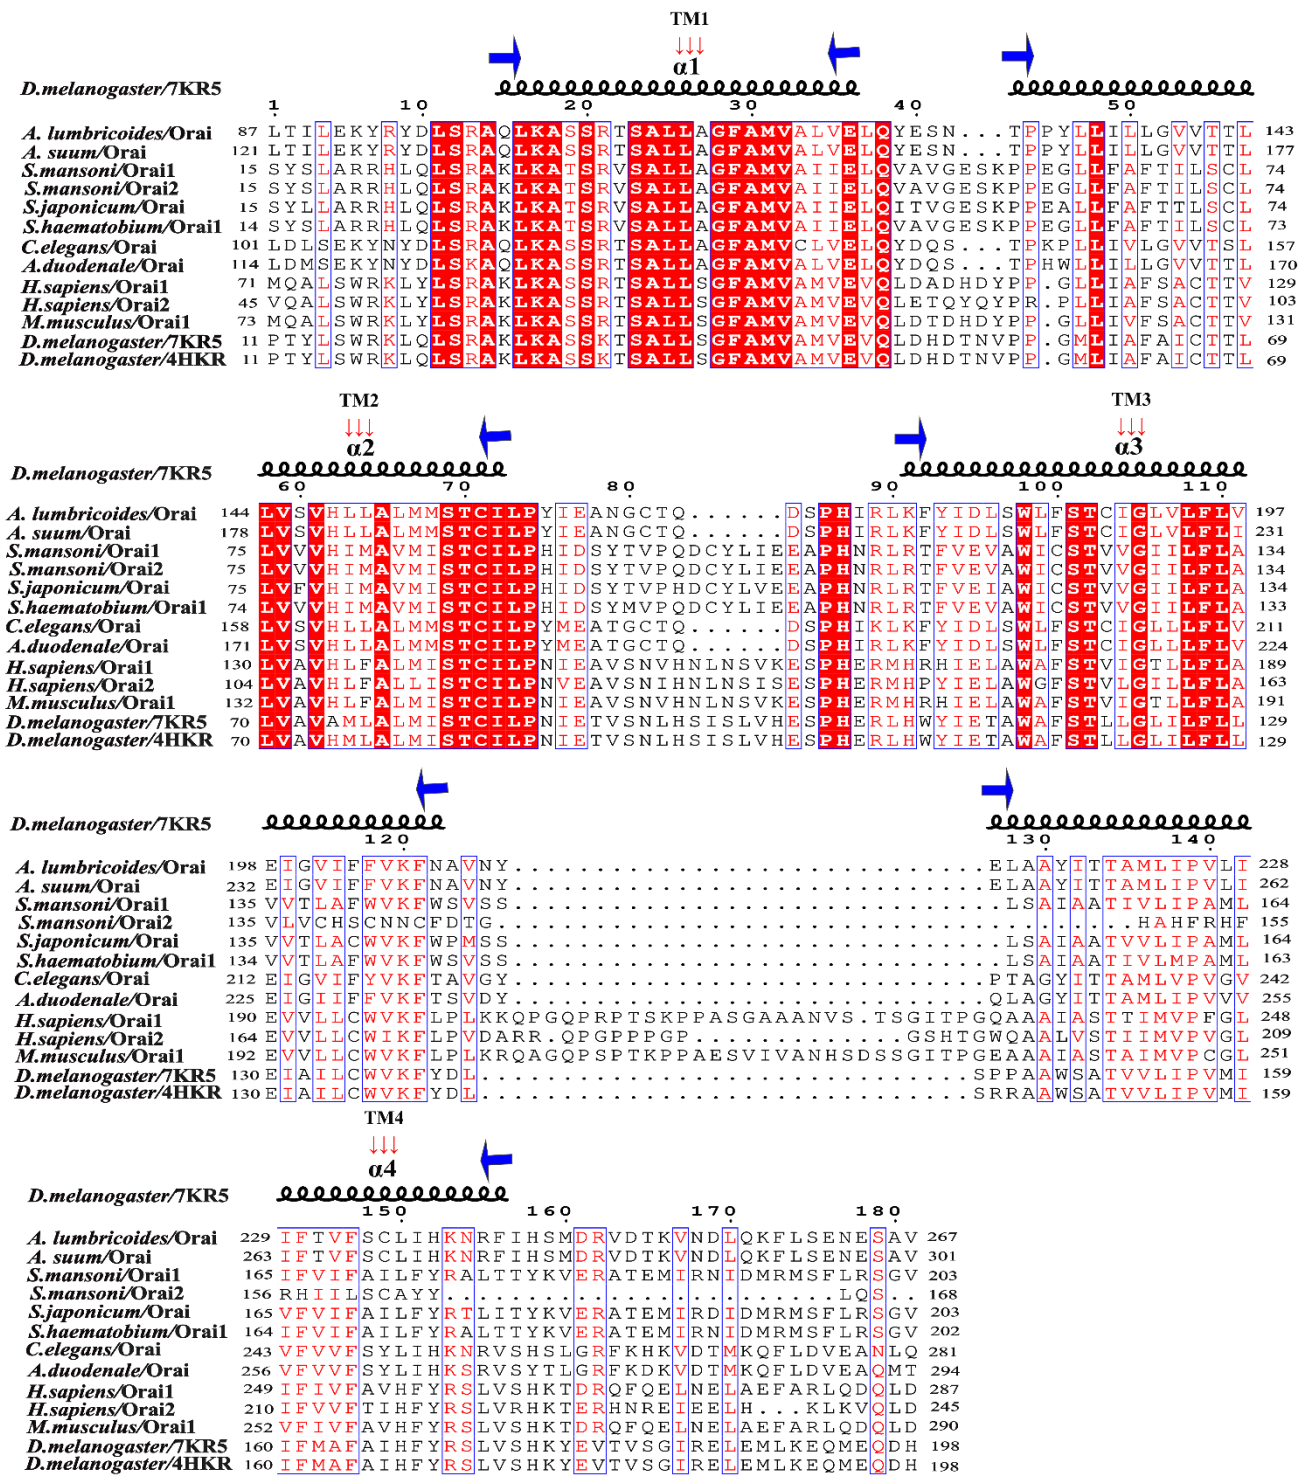 TM1
↓↓↓
α1
D.melanogaster/7KR5
1 10 20 30 40 50
A. lumbricoides/Orai 87 LTILEKYRYDLSRAQLKASSRTSALLAGFAMVALVELQYESN...TPPYLLILLGVVTTL 143
A. suum/Orai 121 LTILEKYRYDLSRAQLKASSRTSALLAGFAMVALVELQYESN...TPPYLLILLGVVTTL 177
S.mansoni/Orai1 15 SYSLARRHLQLSRAKLKATSRVSALLAGFAMVAIIELQVAVGESKPPEGLLFAFTILSCL 74
S.mansoni/Orai2 15 SYSLARRHLQLSRAKLKATSRVSALLAGFAMVAIIELQVAVGESKPPEGLLFAFTILSCL 74
S.japonicum/Orai 15 SYLLARRHLQLSRAKLKATSRVSALLAGFAMVAIIELQITVGESKPPEALLFAFTTLSCL 74
S.haematobium/Orai1 14 SYSLARRHLQLSRAKLKATSRVSALLAGFAMVAIIELQVAVGESKPPEGLLFAFTILSCL 73
C.elegans/Orai 101 LDLSEKYNYDLSRAQLKASSRTSALLAGFAMVCLVELQYDQS...TPKPLLIVLGVVTSL 157
A.duodenale/Orai 114 LDMSEKYNYDLSKAQLKASSRTSALLAGFAMVALVELQYDQS...TPHWLLILLGVVTTL 170
H.sapiens/Orai1 71 MQALSWRKLYLSRAKLKASSRTSALLSGFAMVAMVEVQLDADHDYPP.GLLIAFSACTTV 129
H.sapiens/Orai2 45 VQALSWRKLYLSRAKLKASSRTSALLSGFAMVAMVEVQLETQYQYPR.PLLIAFSACTTV 103
M.musculus/Orai1 73 MQALSWRKLYLSRAKLKASSRTSALLSGFAMVAMVEVQLDTDHDYPP.GLLIVFSACTTV 131
D.melanogaster/7KR5 11 PTYLSWRKLQLSRAKLKASSKTSALLSGFAMVAMVEVQLDHDTNVPP.GMLIAFAICTTL 69
D.melanogaster/4HKR 11 PTYLSWRKLQLSRAKLKASSKTSALLSGFAMVAMVEVQLDHDTNVPP.GMLIAFAICTTL 69
TM2 TM3
↓↓↓ ↓↓↓
α2 α3
D.melanogaster/7KR5
60 70 80 90 100 110
A. lumbricoides/Orai 144 LVSVHLLALMMSTCILPYIEANGCTQ......DSPHIRLKFYIDLSWLFSTCIGLVLFLV 197
A. suum/Orai 178 LVSVHLLALMMSTCILPYIEANGCTQ......DSPHIRLKFYIDLSWLFSTCIGLVLFLI 231
S.mansoni/Orai1 75 LVVVHIMAVMISTCILPHIDSYTVPQDCYLIEEAPHNRLRTFVEVAWICSTVVGIILFLA 134
S.mansoni/Orai2 75 LVVVHIMAVMISTCILPHIDSYTVPQDCYLIEEAPHNRLRTFVEVAWICSTVVGIILFLA 134
S.japonicum/Orai 75 LVFVHIMAVMISTCILPHIDSYTVPHDCYLVEEAPHNRLRTFVEIAWICSTVVGIILFLA 134
S.haematobium/Orai1 74 LVVVHIMAVMISTCILPHIDSYMVPQDCYLIEEAPHNRLRTFVEVAWICSTVVGIILFLA 133
C.elegans/Orai 158 LVSVHLLALMMSTCILPYMEATGCTQ......DSPHIKLKFYIDLSWLFSTCIGLLLFLV 211
A.duodenale/Orai 171 LVSVHLLALMMSTCILPYMEATGCTQ......DSPHIRLKFYIDLSWLFSTCIGLILFLV 224
H.sapiens/Orai1 130 LVAVHLFALMISTCILPNIEAVSNVHNLNSVKESPHERMHRHIELAWAFSTVIGTLLFLA 189
H.sapiens/Orai2 104 LVAVHLFALLISTCILPNVEAVSNIHNLNSISESPHERMHPYIELAWGFSTVLGILLFLA 163
M.musculus/Orai1 132 LVAVHLFALMISTCILPNIEAVSNVHNLNSVKESPHERMHRHIELAWAFSTVIGTLLFLA 191
D.melanogaster/7KR5 70 LVAVAMLALMISTCILPNIETVSNLHSISLVHESPHERLHWYIETAWAFSTLLGLILFLL 129
D.melanogaster/4HKR 70 LVAVHMLALMISTCILPNIETVSNLHSISLVHESPHERLHWYIETAWAFSTLLGLILFLL 129
D.melanogaster/7KR5
120 130 140
A. lumbricoides/Orai 198 EIGVIFFVKFNAVNY.............................ELAAYITTAMLIPVLI 228
A. suum/Orai 232 EIGVIFFVKFNAVNY.............................ELAAYITTAMLIPVLI 262
S.mansoni/Orai1 135 VVTLAFWVKFWSVSS..............................LSAIAATIVLIPAML 164
S.mansoni/Orai2 135 VLVCHSCNNCFDTG.......................................HAHFRHF 155
S.japonicum/Orai 135 VVTLACWVKFWPMSS..............................LSAIAATVVLIPAML 164
S.haematobium/Orai1 134 VVTLAFWVKFWSVSS..............................LSAIAATIVLMPAML 163
C.elegans/Orai 212 EIGVIFYVKFTAVGY.............................PTAGYITTAMLVPVGV 242
A.duodenale/Orai 225 EIGIIFFVKFTSVDY.............................QLAGYITTAMLIPVVV 255
H.sapiens/Orai1 190 EVVLLCWVKFLPLKKQPGQPRPTSKPPASGAAANVS.TSGITPGQAAAIASTTIMVPFGL 248
H.sapiens/Orai2 164 EVVLLCWIKFLPVDARR.QPGPPPGP..............GSHTGWQAALVSTIIMVPVGL 209
M.musculus/Orai1 192 EVVLLCWVKFLPLKRQAGQPSPTKPPAESVIVANHSDSSGITPGEAAAIASTAIMVPCGL 251
D.melanogaster/7KR5 130 EIAILCWVKFYDL..............................SPPAAWSATVVLIPVMI 159
D.melanogaster/4HKR 130 EIAILCWVKFYDL..............................SRRAAWSATVVLIPVMI 159
TM4
↓↓↓
α4
D.melanogaster/7KR5
150 160 170 180
A. lumbricoides/Orai 229 IFTVFSCLIHKNRFIHSMDRVDTKVNDLQKFLSENESAV 267
A. suum/Orai 263 IFTVFSCLIHKNRFIHSMDRVDTKVNDLQKFLSENESAV 301
S.mansoni/Orai1 165 IFVIFAILFYRALTTYKVERATEMIRNIDMRMSFLRSGV 203
S.mansoni/Orai2 156 RHIILSCAYY........................LQS.. 168
S.japonicum/Orai 165 VFVIFAILFYRTLITYKVERATEMIRDIDMRMSFLRSGV 203
S.haematobium/Orai1 164 IFVIFAILFYRALTTYKVERATEMIRNIDMRMSFLRSGV 202
C.elegans/Orai 243 VFVVFSYLIHKNRVSHSLGRFKHKVDTMKQFLDVEANLQ 281
A.duodenale/Orai 256 VFVVFSYLIHKSRVSYTLGRFKDKVDTMKQFLDVEAQMT 294
H.sapiens/Orai1 249 IFIVFAVHFYRSLVSHKTDRQFQELNELAEFARLQDQLD 287
H.sapiens/Orai2 210 IFVVFTIHFYRSLVRHKTERHNREIEELH...KLKVQLD 245
M.musculus/Orai1 252 VFIVFAVHFYRSLVSHKTDRQFQELNELAEFARLQDQLD 290
D.melanogaster/7KR5 160 IFMAFAIHFYRSLVSHKYEVTVSGIRELEMLKEQMEQDH 198
D.melanogaster/4HKR 160 IFMAFAIHFYRSLVSHKYEVTVSGIRELEMLKEQMEQDH 198